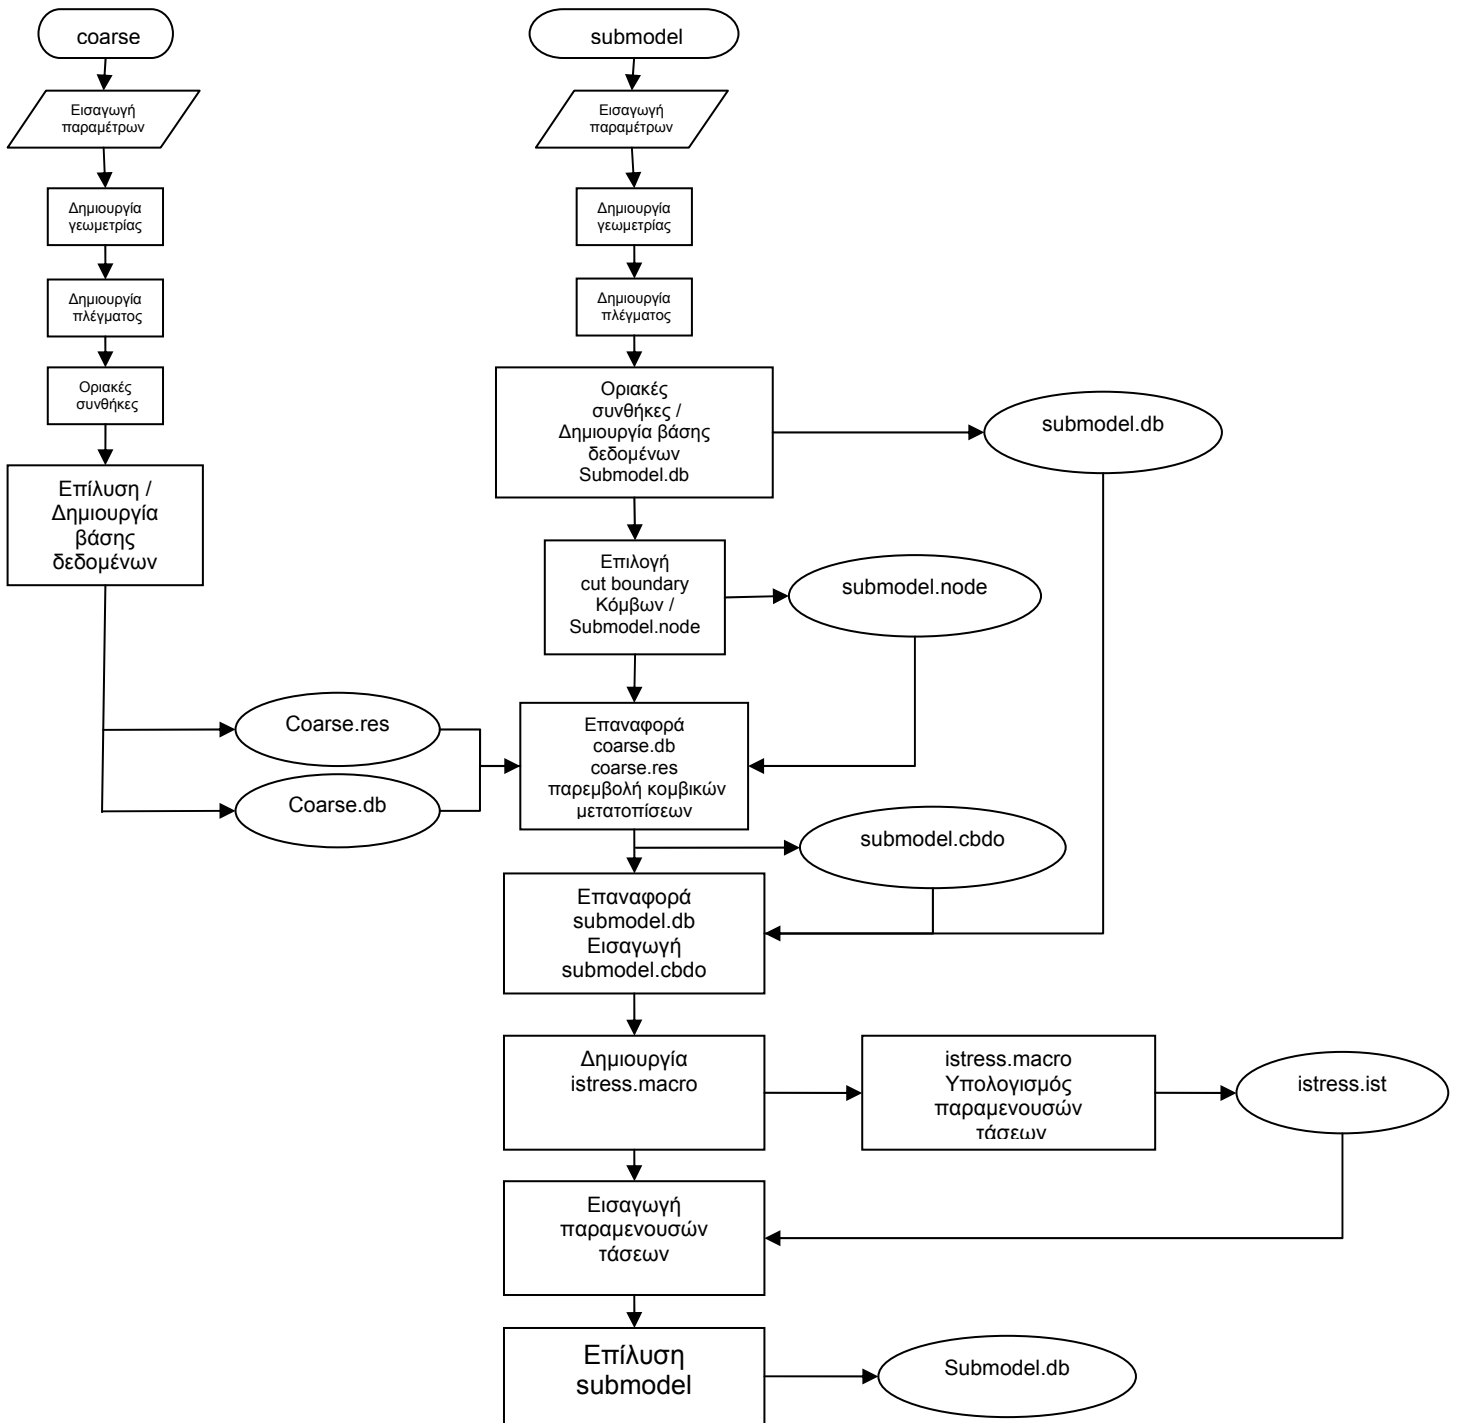 coarse
Εισαγωγή
παραμέτρων
Δημιουργία
γεωμετρίας
Δημιουργία
πλέγματος
Οριακές
συνθήκες
Επίλυση /
Δημιουργία
βάσης
δεδομένων
Coarse.res
Coarse.db
submodel
Εισαγωγή
παραμέτρων
Δημιουργία
γεωμετρίας
Δημιουργία
πλέγματος
Οριακές
συνθήκες /
Δημιουργία βάσης
δεδομένων
Submodel.db
submodel.db
Επιλογή
cut boundary
Κόμβων /
Submodel.node
submodel.node
Επαναφορά
coarse.db
coarse.res
παρεμβολή κομβικών
μετατοπίσεων
submodel.cbdo
Επαναφορά
submodel.db
Εισαγωγή
submodel.cbdo
Δημιουργία
istress.macro
istress.macro
Υπολογισμός
παραμενουσών
τάσεων
istress.ist
Εισαγωγή
παραμενουσών
τάσεων
Επίλυση
submodel
Submodel.db